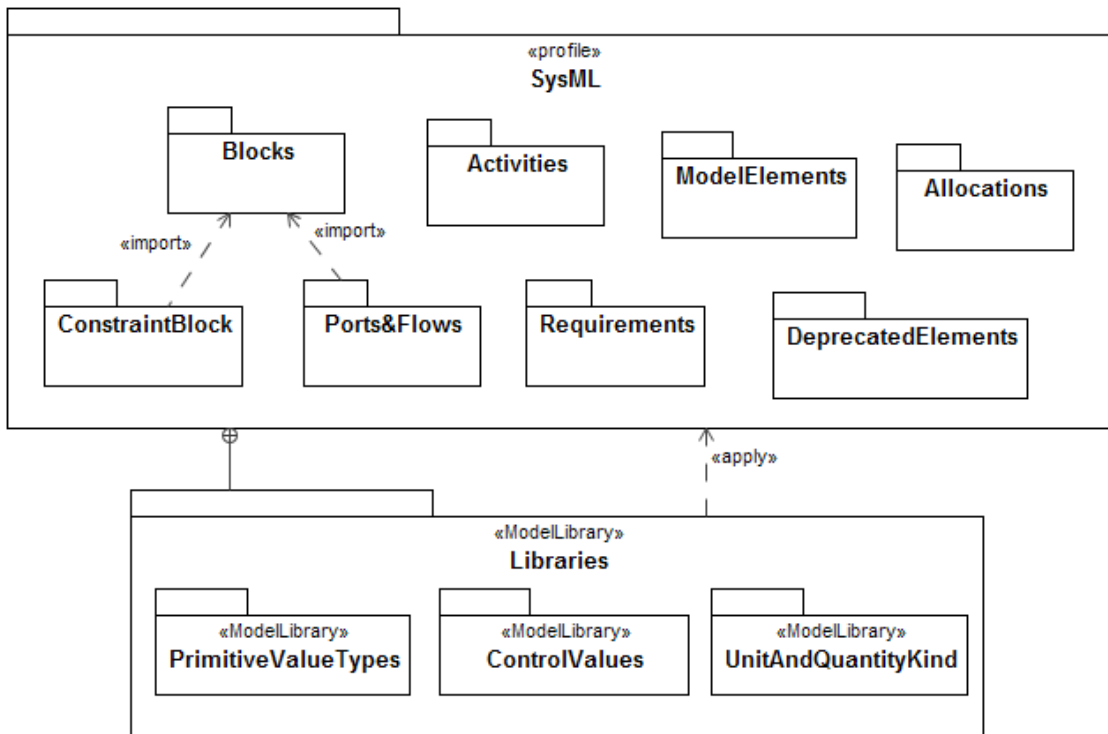 «profile»
SysML
Blocks
Activities
ModelElements
Allocations
«import»
«import»
ConstraintBlock
Ports&Flows
Requirements
DeprecatedElements
«apply»
«ModelLibrary»
Libraries
«ModelLibrary»
PrimitiveValueTypes
«ModelLibrary»
ControlValues
«ModelLibrary»
UnitAndQuantityKind